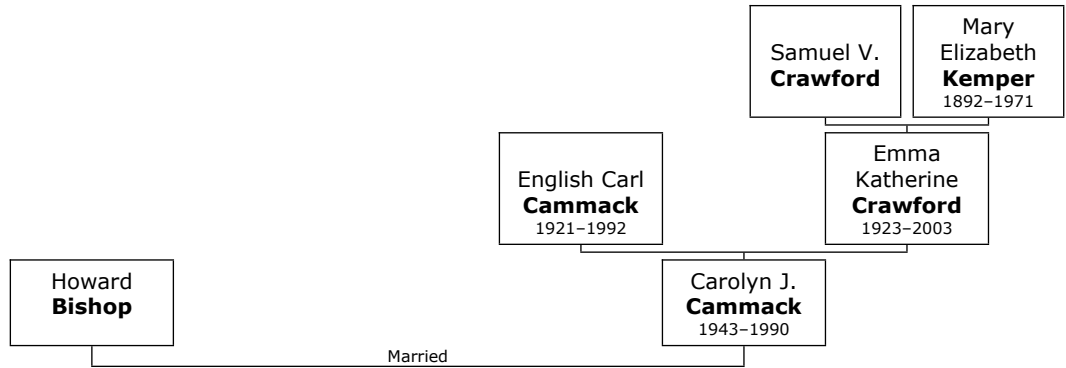 Samuel V.
Crawford
Mary
Elizabeth
Kemper
1892–1971
English Carl
Cammack
1921–1992
Emma
Katherine
Crawford
1923–2003
Howard
Bishop
Carolyn J.
Cammack
1943–1990
Married